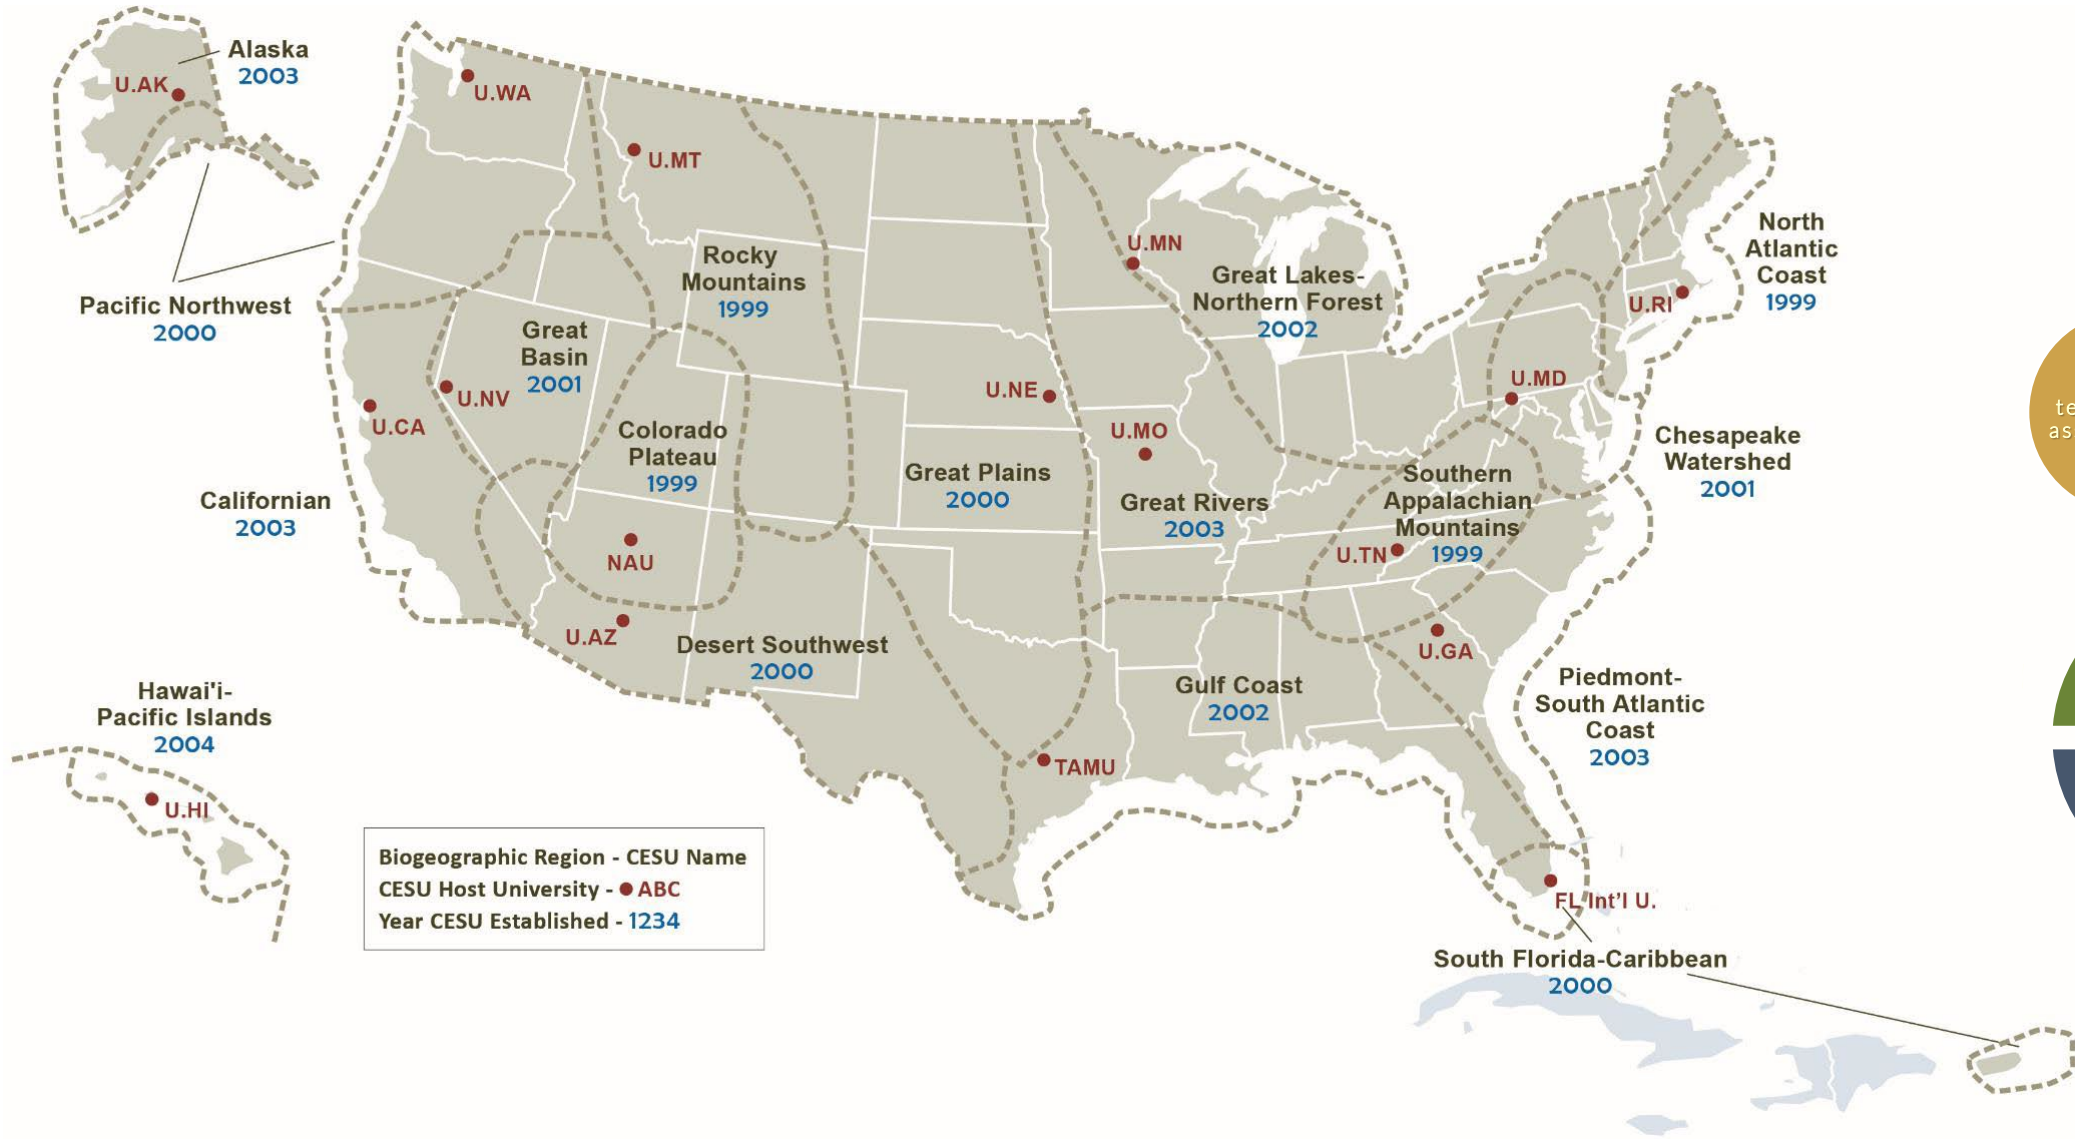 Alaska
2003
U.AK
U.WA
U.MT
Pacific Northwest
2000
Rocky
Mountains
1999
Great
Basin
2001
U.NV
U.CA
Californian
2003
Colorado
Plateau
1999
NAU
U.AZ
Desert Southwest
2000
U.NE
Great Plains
2000
U.MN
Great Lakes-
Northern Forest
2002
U.MO
Great Rivers
2003
North
Atlantic
Coast
1999
U.RI
U.MD
Chesapeake
Watershed
2001
Southern
Appalachian
Mountains
1999
U.TN
U.GA
Gulf Coast
2002
TAMU
Piedmont-
South Atlantic
Coast
2003
Hawai'i-
Pacific Islands
2004
U.HI
Biogeographic Region - CESU Name
CESU Host University - ABC
Year CESU Established - 1234
FL Int'l U.
South Florida-Caribbean
2000